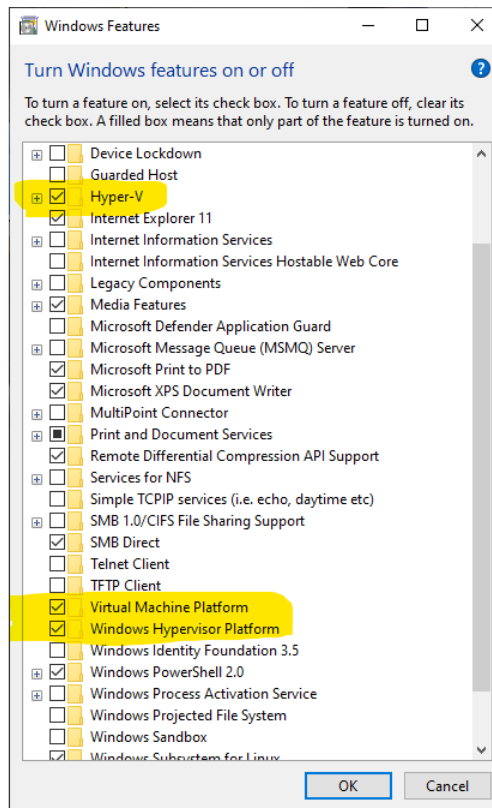 Windows Features
Turn Windows features on or off
?
To turn a feature on, select its check box. To turn a feature off, clear its
check box. A filled box means that only part of the feature is turned on.
Device Lockdown
Guarded Host
Hyper-V
Internet Explorer 11
Internet Information Services
Internet Information Services Hostable Web Core
Legacy Components
Media Features
Microsoft Defender Application Guard
Microsoft Message Queue (MSMQ) Server
Microsoft Print to PDF
Microsoft XPS Document Writer
MultiPoint Connector
Print and Document Services
Remote Differential Compression API Support
Services for NFS
Simple TCPIP services (i.e. echo, daytime etc)
SMB 1.0/CIFS File Sharing Support
SMB Direct
Telnet Client
TFTP Client
Virtual Machine Platform
Windows Hypervisor Platform
Windows Identity Foundation 3.5
Windows PowerShell 2.0
Windows Process Activation Service
Windows Projected File System
Windows Sandbox
Windows Subsystem for Linux
OK
Cancel